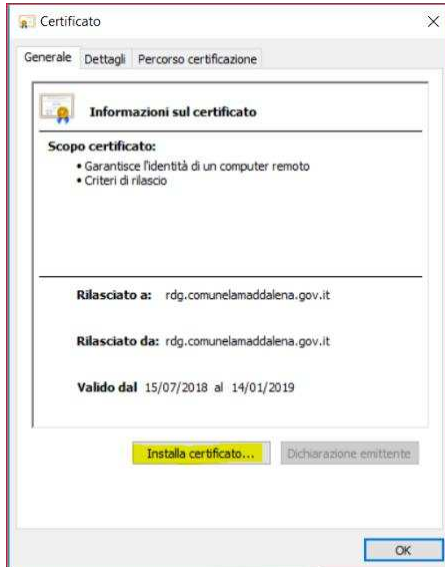 Certificato
Generale Dettagli Percorso certificazione
Informazioni sul certificato
Scopo certificato:
• Garantisce l'identità di un computer remoto
• Criteri di rilascio
Rilasciato a: rdg.comunelamaddalena.gov.it
Rilasciato da: rdg.comunelamaddalena.gov.it
Valido dal 15/07/2018 al 14/01/2019
Installa certificato... Dichiarazione emittente
OK